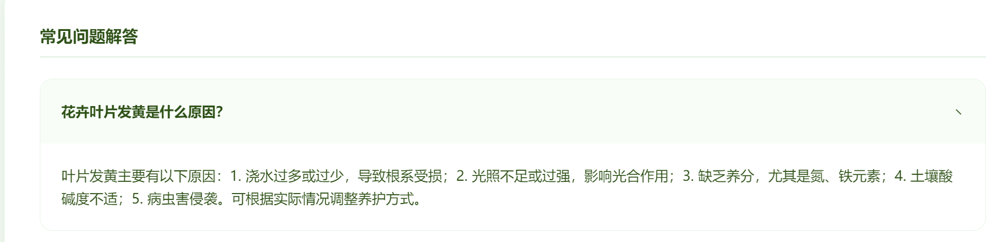 常见问题解答
花卉叶片发黄是什么原因？
叶片发黄主要有以下原因：1. 浇水过多或过少，导致根系受损；2. 光照不足或过强，影响光合作用；3. 缺乏养分，尤其是氮、铁元素；4. 土壤酸
碱度不适；5. 病虫害侵袭。可根据实际情况调整养护方式。